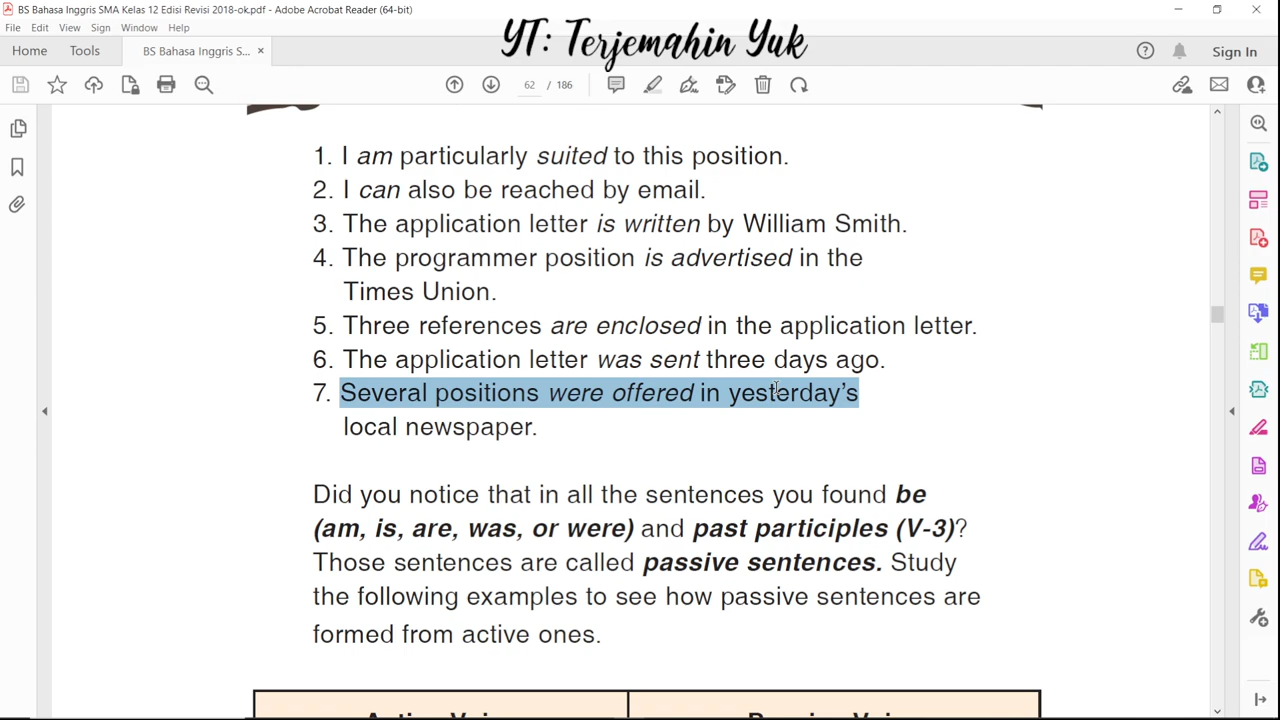 BS Bahasa Inggris SMA Kelas 12 Edisi Revisi 2018-ok.pdf - Adobe Acrobat Reader (64-bit)
YT: Terjemahin Yuk
File Edit View Sign Window Help
Home Tools BS Bahasa Inggris S... × Sign In
62 / 186
1. I am particularly suited to this position.
2. I can also be reached by email.
3. The application letter is written by William Smith.
4. The programmer position is advertised in the
Times Union.
5. Three references are enclosed in the application letter.
6. The application letter was sent three days ago.
7. Several positions were offered in yesterday's
local newspaper.
Did you notice that in all the sentences you found be
(am, is, are, was, or were) and past participles (V-3)?
Those sentences are called passive sentences. Study
the following examples to see how passive sentences are
formed from active ones.